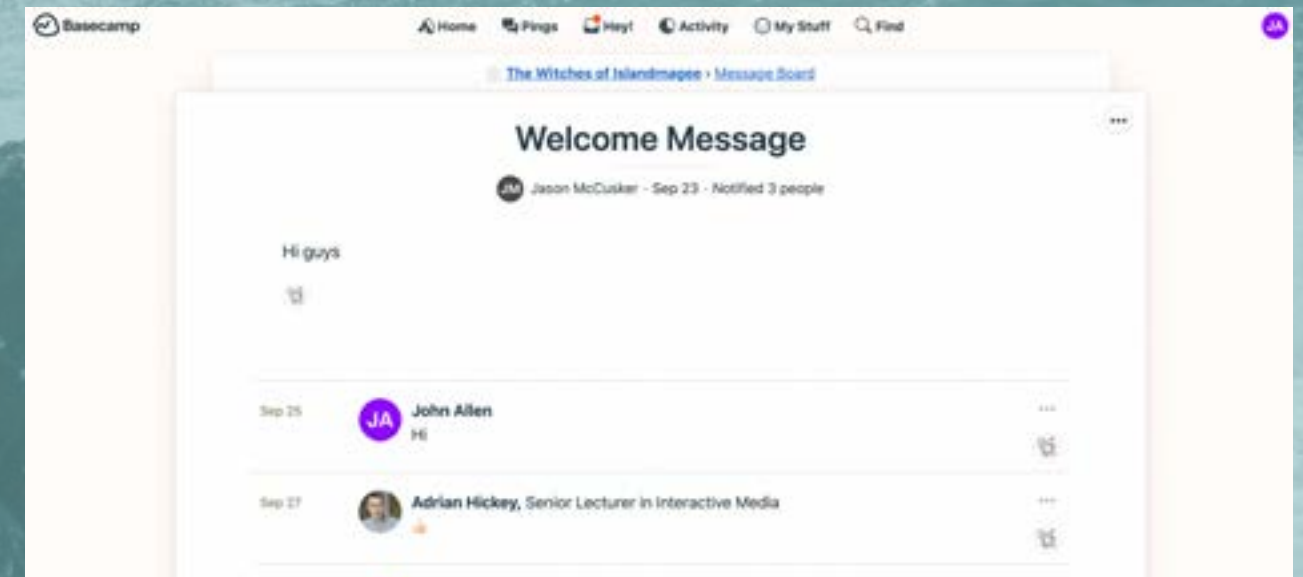 Basecamp Home Pings Hey! Activity My Stuff Find JA
The Witches of Islandmagee › Message Board
Welcome Message
JM Jason McCusker · Sep 23 · Notified 3 people
Hi guys
Sep 25 JA John Allen
Hi
Sep 27 Adrian Hickey, Senior Lecturer in Interactive Media
👍